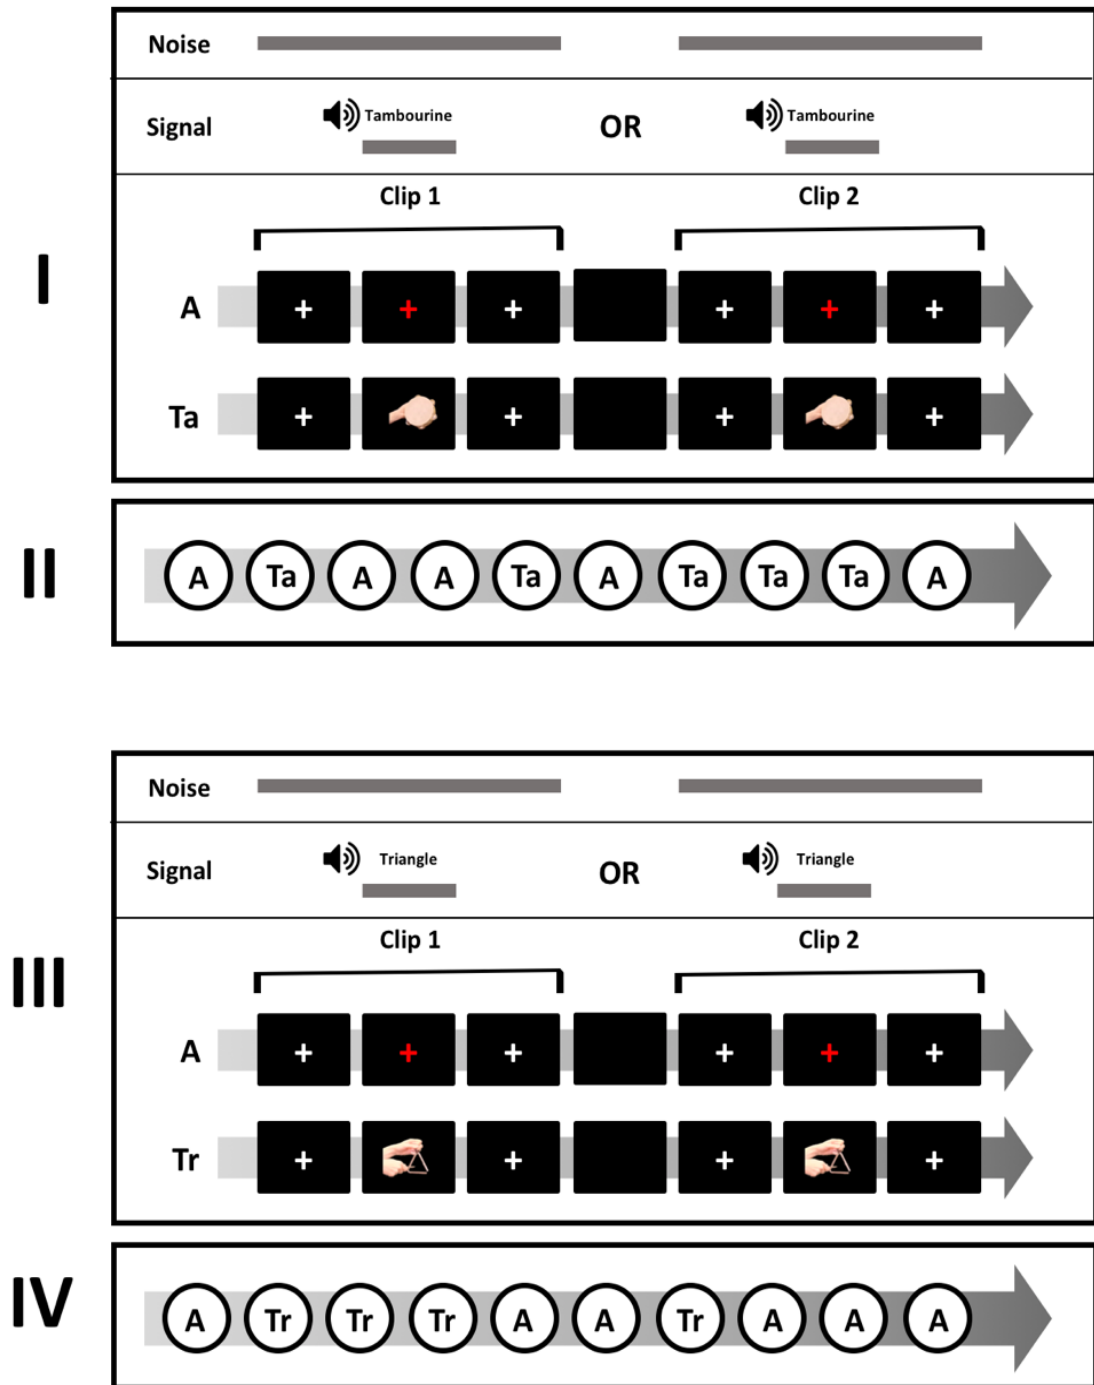 Noise
Signal Tambourine OR Tambourine
Clip 1 Clip 2
I
A + + + + + +
Ta + + + +
II
A Ta A A Ta A Ta Ta Ta A
Noise
Signal Triangle OR Triangle
Clip 1 Clip 2
III
A + + + + + +
Tr + + + +
IV
A Tr Tr Tr A A Tr A A A